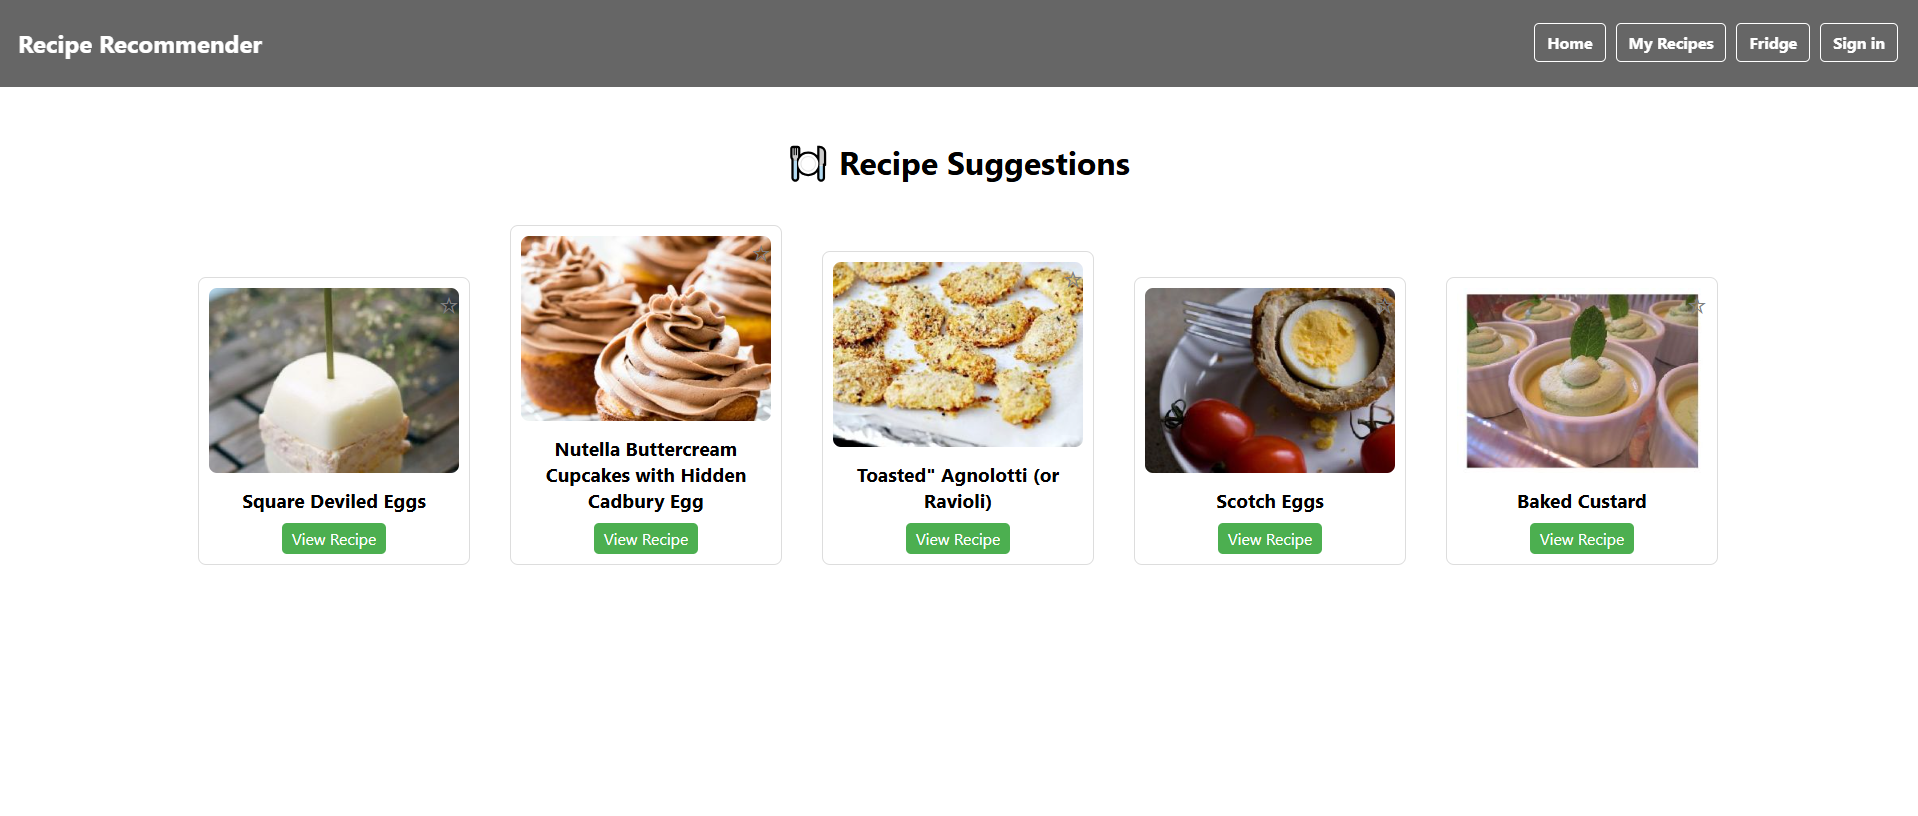 Recipe Recommender
Home
My Recipes
Fridge
Sign in
🍽 Recipe Suggestions
Square Deviled Eggs
View Recipe
Nutella Buttercream
Cupcakes with Hidden
Cadbury Egg
View Recipe
Toasted" Agnolotti (or
Ravioli)
View Recipe
Scotch Eggs
View Recipe
Baked Custard
View Recipe